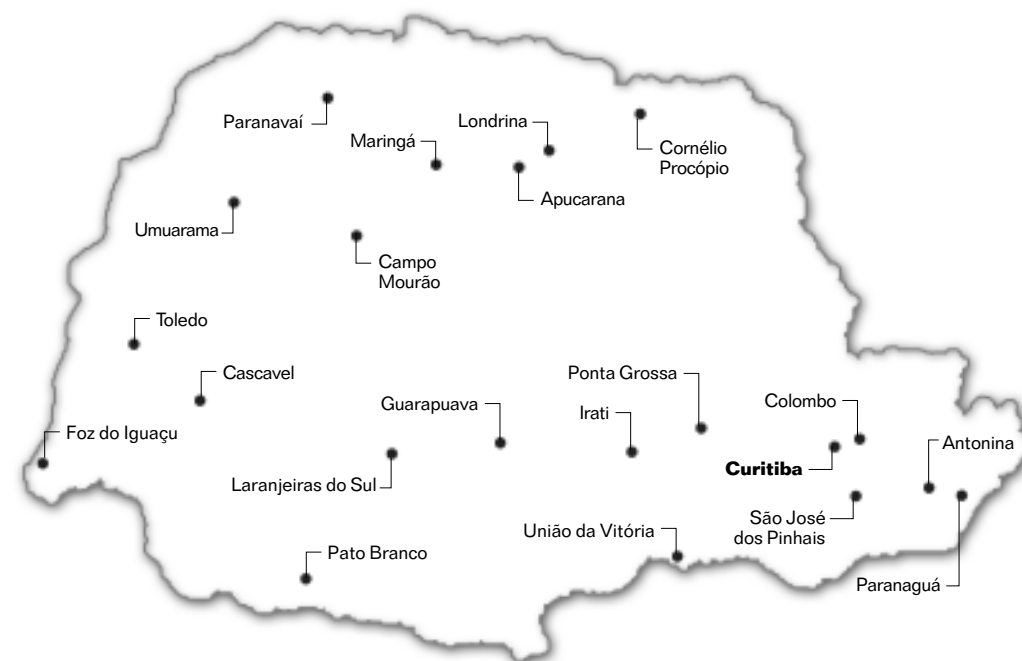 Paranavaí
Londrina
Maringá
Cornélio
Procópio
Apucarana
Umuarama
Campo
Mourão
Toledo
Cascavel
Ponta Grossa
Colombo
Guarapuava
Irati
Foz do Iguaçu
Antonina
Curitiba
Laranjeiras do Sul
São José
dos Pinhais
União da Vitória
Pato Branco
Paranaguá